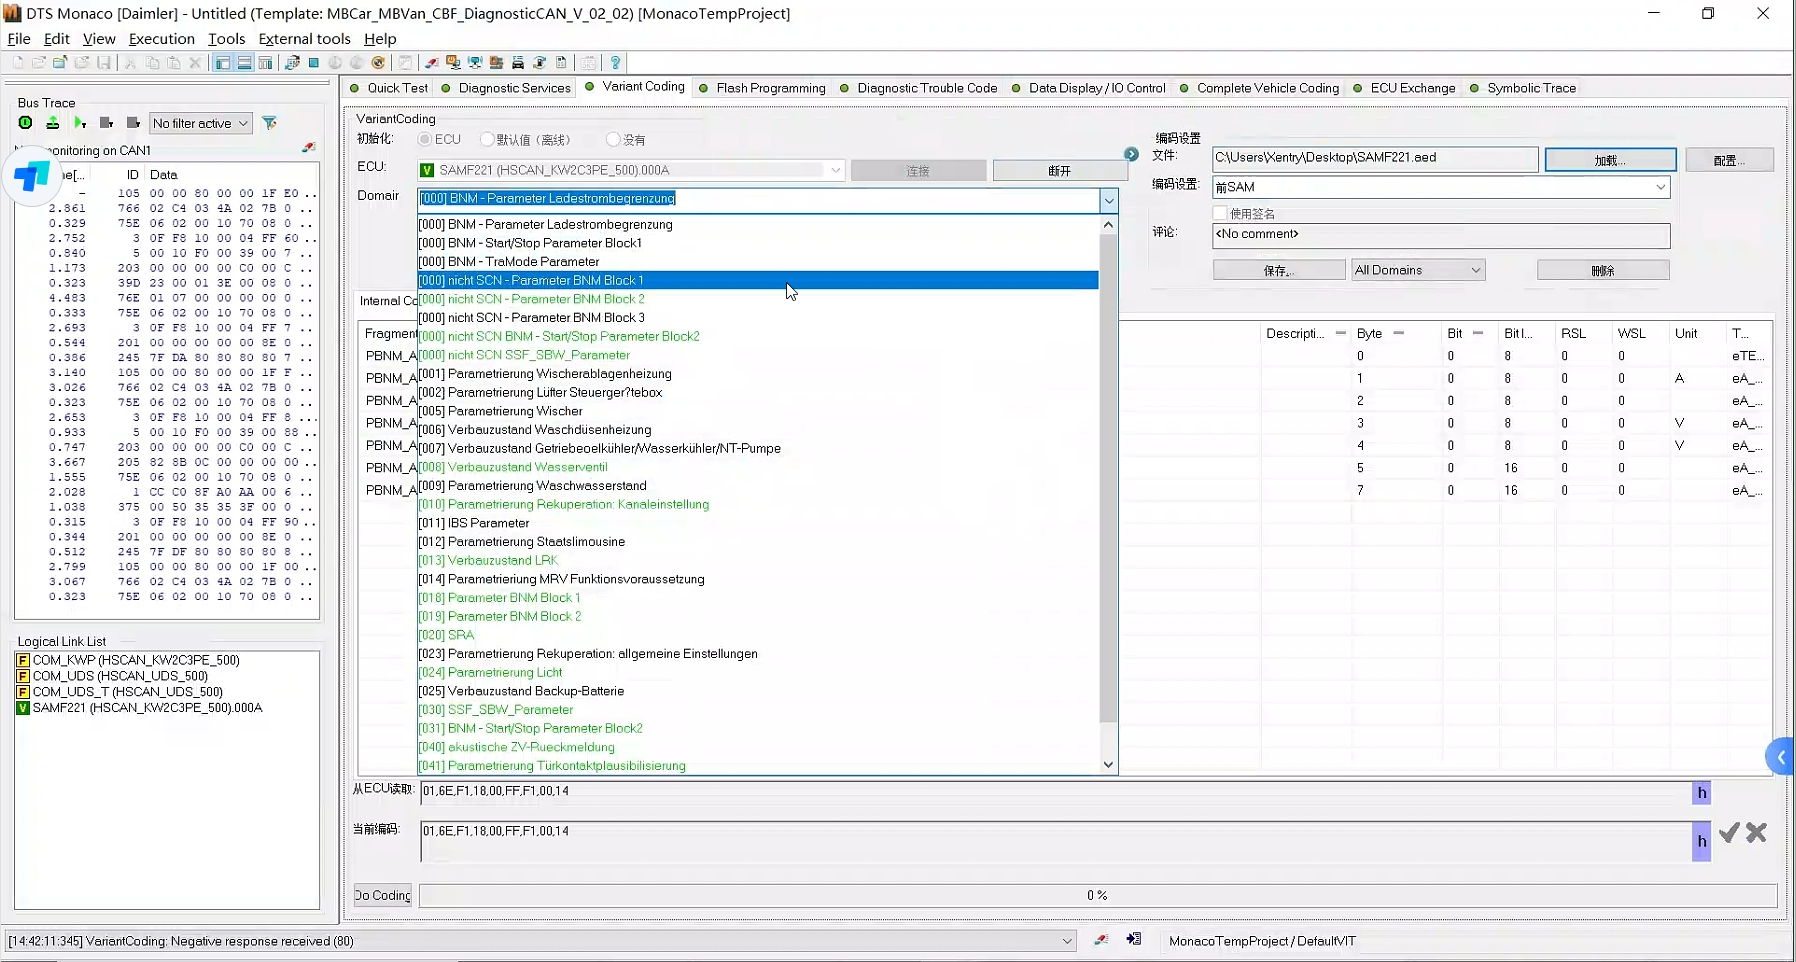 DTS Monaco [Daimler] - Untitled (Template: MBCar_MBVan_CBF_DiagnosticCAN_V_02_02) [MonacoTempProject]
File Edit View Execution Tools External tools Help
Bus Trace
No filter active
monitoring on CAN1
ID Data
- 105 00 00 80 00 00 1F E0 ..
2.861 766 02 C4 03 4A 02 7B 0 ..
0.329 75E 06 02 00 10 70 08 0 ..
2.752 3 0F F8 10 00 04 FF 60 ..
0.840 5 00 10 F0 00 39 00 7 ..
1.173 203 00 00 00 00 C0 00 C ..
0.323 39D 23 00 01 3E 00 08 0 ..
4.483 76E 01 07 00 00 00 00 0 ..
0.333 75E 06 02 00 10 70 08 0 ..
2.693 3 0F F8 10 00 04 FF 7 ..
0.544 201 00 00 00 00 00 8E 0 ..
0.386 245 7F DA 80 80 80 80 7 ..
3.140 105 00 00 80 00 00 1F F ..
3.026 766 02 C4 03 4A 02 7B 0 ..
0.323 75E 06 02 00 10 70 08 0 ..
2.653 3 0F F8 10 00 04 FF 8 ..
0.933 5 00 10 F0 00 39 00 88 ..
0.747 203 00 00 00 00 C0 00 C ..
3.667 205 82 8B 0C 00 00 00 00 ..
1.555 75E 06 02 00 10 70 08 0 ..
2.028 1 CC C0 8F A0 AA 00 6 ..
1.038 375 00 50 35 35 3F 00 0 ..
0.315 3 0F F8 10 00 04 FF 90 ..
0.344 201 00 00 00 00 00 8E 0 ..
0.512 245 7F DF 80 80 80 80 8 ..
2.799 105 00 00 80 00 00 1F 00 ..
3.067 766 02 C4 03 4A 02 7B 0 ..
0.323 75E 06 02 00 10 70 08 0 ..
Logical Link List
F COM_KWP (HSCAN_KW2C3PE_500)
F COM_UDS (HSCAN_UDS_500)
F COM_UDS_T (HSCAN_UDS_500)
V SAMF221 (HSCAN_KW2C3PE_500).000A
Quick Test Diagnostic Services Variant Coding Flash Programming Diagnostic Trouble Code Data Display / IO Control Complete Vehicle Coding ECU Exchange Symbolic Trace
VariantCoding
初始化: ECU 默认值（离线） 没有
ECU: V SAMF221 (HSCAN_KW2C3PE_500).000A 连接 断开
Domain [000] BNM - Parameter Ladestrombegrenzung
[000] BNM - Parameter Ladestrombegrenzung
[000] BNM - Start/Stop Parameter Block1
[000] BNM - TraMode Parameter
[000] nicht SCN - Parameter BNM Block 1
[000] nicht SCN - Parameter BNM Block 2
[000] nicht SCN - Parameter BNM Block 3
[000] nicht SCN BNM - Start/Stop Parameter Block2
[000] nicht SCN SSF_SBW_Parameter
[001] Parametrierung Wischerablagenheizung
[002] Parametrierung Lüfter Steuerger?tebox
[005] Parametrierung Wischer
[006] Verbauzustand Waschdüsenheizung
[007] Verbauzustand Getriebeoelkühler/Wasserkühler/NT-Pumpe
[008] Verbauzustand Wasserventil
[009] Parametrierung Waschwasserstand
[010] Parametrierung Rekuperation: Kanaleinstellung
[011] IBS Parameter
[012] Parametrierung Staatslimousine
[013] Verbauzustand LRK
[014] Parametrieriung MRV Funktionsvoraussetzung
[018] Parameter BNM Block 1
[019] Parameter BNM Block 2
[020] SRA
[023] Parametrierung Rekuperation: allgemeine Einstellungen
[024] Parametrierung Licht
[025] Verbauzustand Backup-Batterie
[030] SSF_SBW_Parameter
[031] BNM - Start/Stop Parameter Block2
[040] akustische ZV-Rueckmeldung
[041] Parametrierung Türkontaktplausibilisierung
编码设置
文件: C:\Users\Xentry\Desktop\SAMF221.aed 加载... 配置...
编码设置: 前SAM
使用签名
评论: <No comment>
保存... All Domains 删除
Internal Co
Fragment Descripti... Byte Bit Bit l... RSL WSL Unit T...
PBNM_A 0 0 8 0 0 eTE...
PBNM_A 1 0 8 0 0 A eA_...
PBNM_A 2 0 8 0 0 eA_...
PBNM_A 3 0 8 0 0 V eA_...
PBNM_A 4 0 8 0 0 V eA_...
PBNM_A 5 0 16 0 0 eA_...
PBNM_A 7 0 16 0 0 eA_...
从ECU读取: 01,6E,F1,18,00,FF,F1,00,14 h
当前编码: 01,6E,F1,18,00,FF,F1,00,14 h
Do Coding 0 %
[14:42:11:345] VariantCoding: Negative response received (80)
MonacoTempProject / DefaultVIT